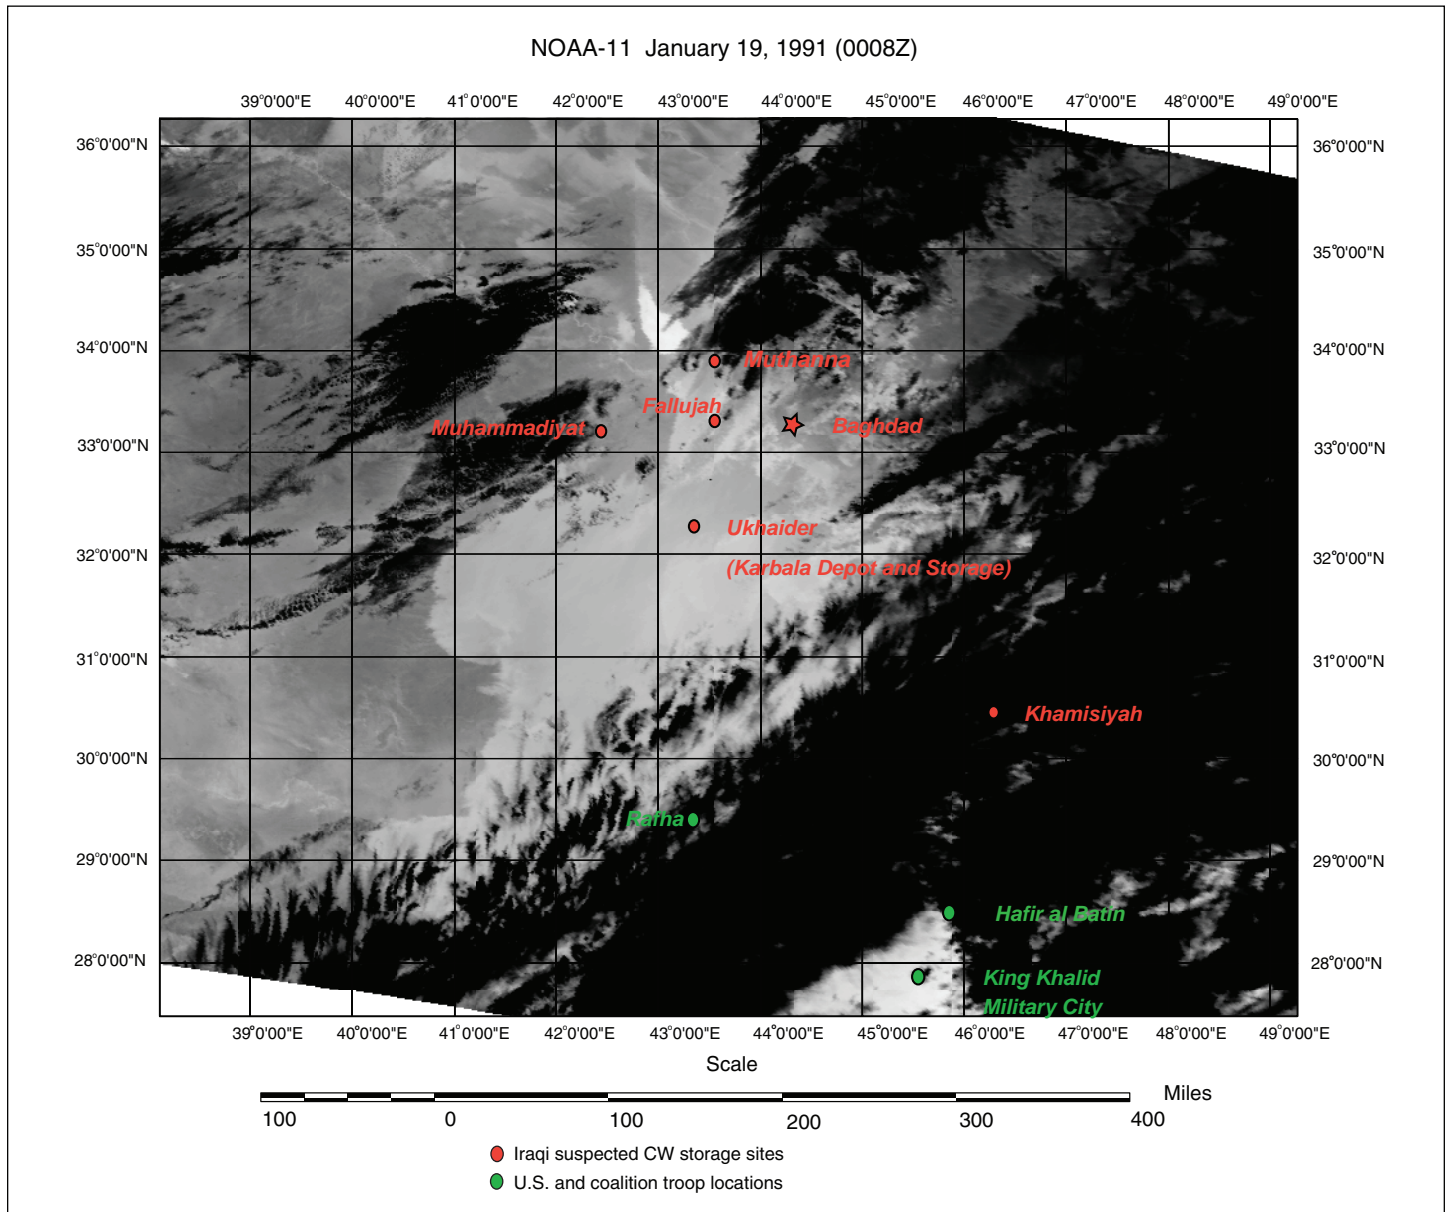 NOAA-11 January 19, 1991 (0008Z)
39°0'00"E 40°0'00"E 41°0'00"E 42°0'00"E 43°0'00"E 44°0'00"E 45°0'00"E 46°0'00"E 47°0'00"E 48°0'00"E 49°0'00"E
36°0'00"N 36°0'00"N
35°0'00"N 35°0'00"N
34°0'00"N 34°0'00"N
Muthanna
Fallujah
Muhammadiyat Baghdad
33°0'00"N 33°0'00"N
Ukhaider
32°0'00"N 32°0'00"N
(Karbala Depot and Storage)
31°0'00"N 31°0'00"N
Khamisiyah
30°0'00"N 30°0'00"N
Rafha
29°0'00"N 29°0'00"N
Hafir al Batin
28°0'00"N 28°0'00"N
King Khalid
Military City
39°0'00"E 40°0'00"E 41°0'00"E 42°0'00"E 43°0'00"E 44°0'00"E 45°0'00"E 46°0'00"E 47°0'00"E 48°0'00"E 49°0'00"E
Scale
Miles
100 0 100 200 300 400
Iraqi suspected CW storage sites
U.S. and coalition troop locations